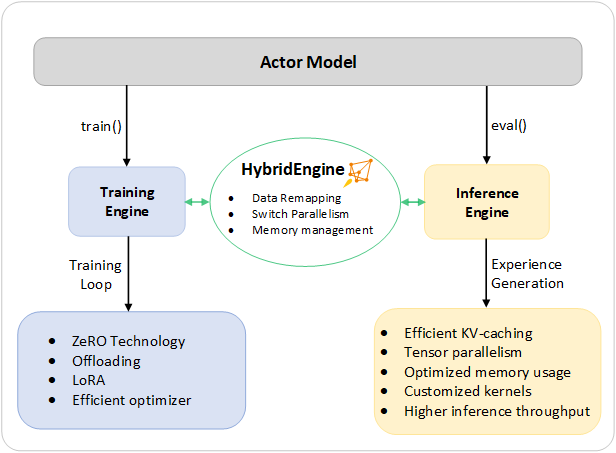 Actor Model
train()
eval()
HybridEngine
• Data Remapping
• Switch Parallelism
• Memory management
Training
Engine
Inference
Engine
Training
Loop
Experience
Generation
• ZeRO Technology
• Offloading
• LoRA
• Efficient optimizer
• Efficient KV-caching
• Tensor parallelism
• Optimized memory usage
• Customized kernels
• Higher inference throughput